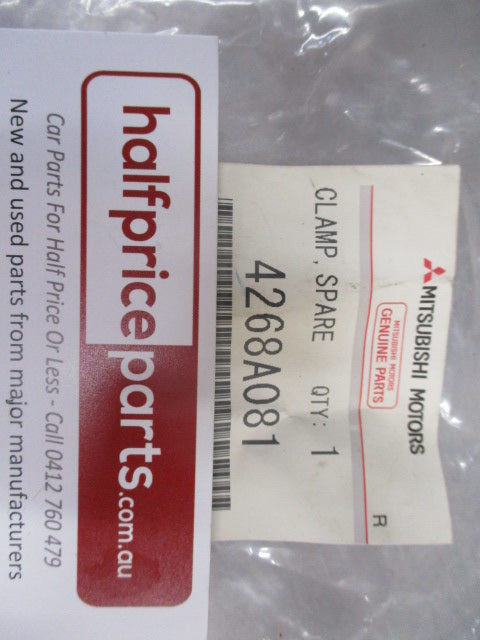 MITSUBISHI MOTORS
MITSUBISHI MOTORS
GENUINE PARTS
R
CLAMP, SPARE QTY: 1
4268A081
halfpriceparts.com.au
Car Parts For Half Price Or Less - Call 0412 760 479
New and used parts from major manufacturers